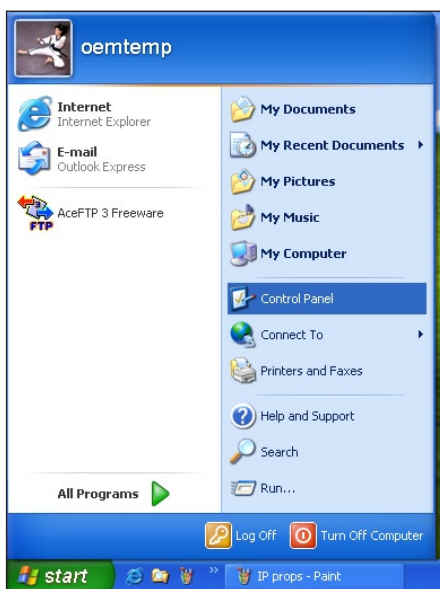 oemtemp
Internet
Internet Explorer
E-mail
Outlook Express
AceFTP 3 Freeware
FTP
All Programs
My Documents
My Recent Documents
My Pictures
My Music
My Computer
Control Panel
Connect To
Printers and Faxes
Help and Support
Search
Run...
Log Off
Turn Off Computer
start
IP props - Paint